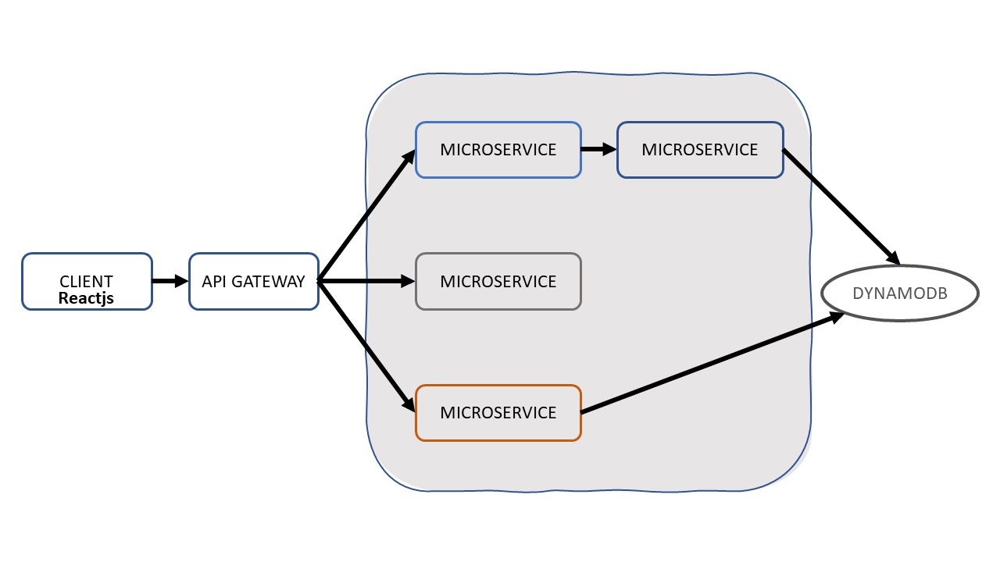 MICROSERVICE
MICROSERVICE
CLIENT
Reactjs
API GATEWAY
MICROSERVICE
DYNAMODB
MICROSERVICE